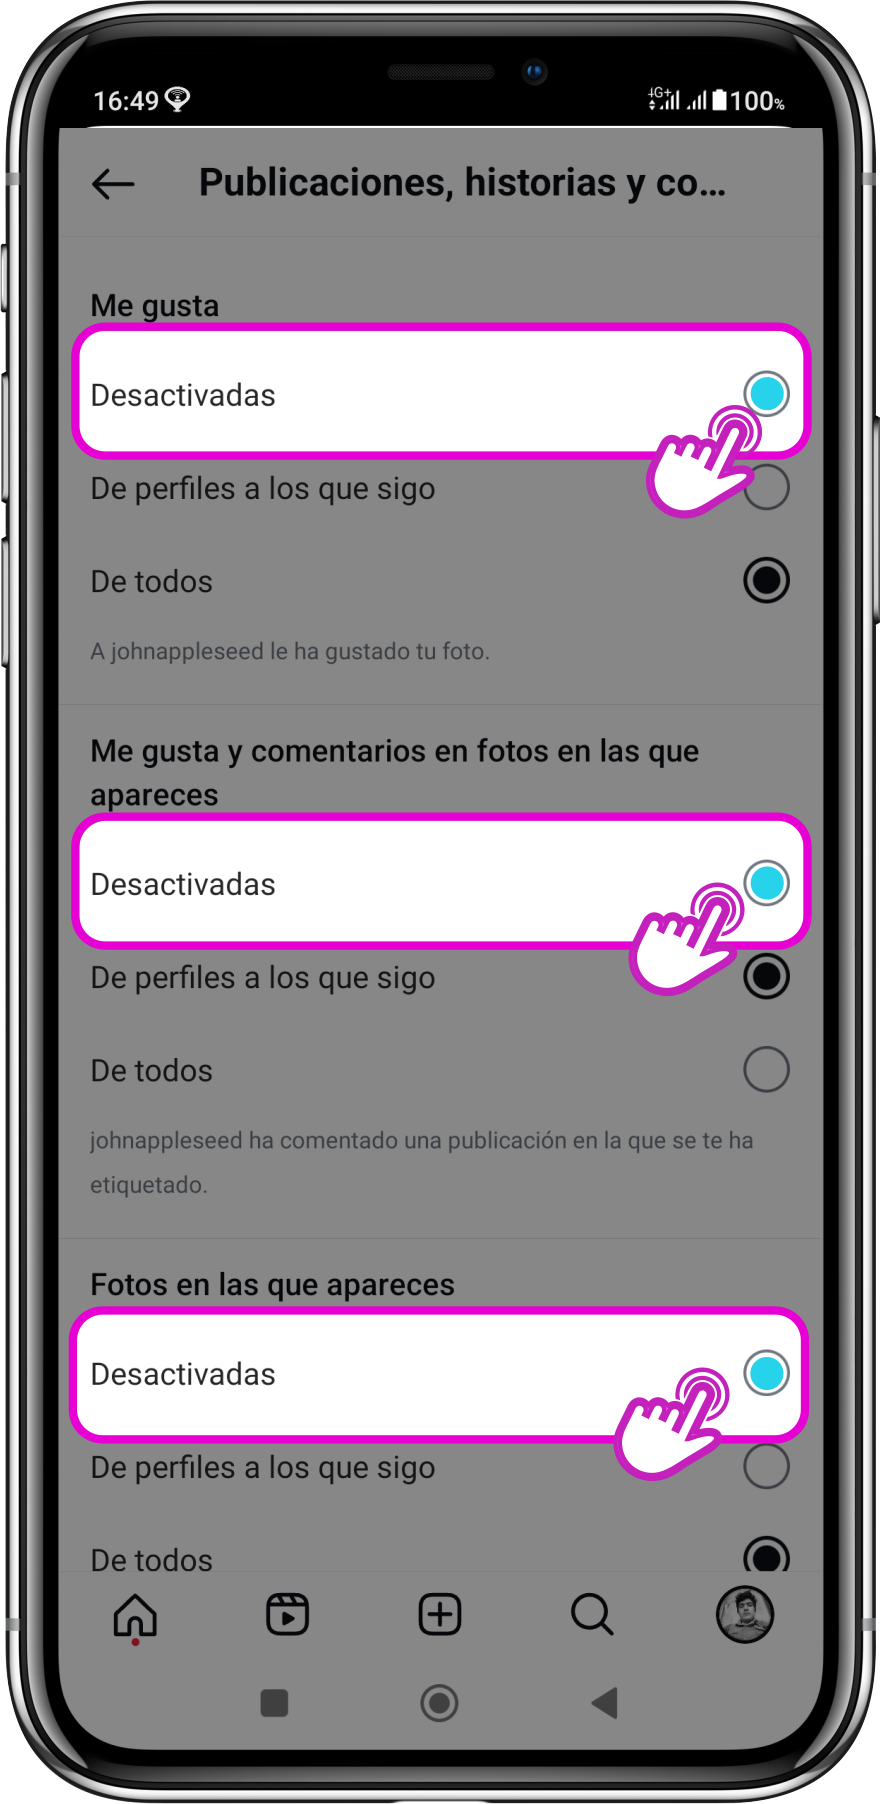 16:49 4G+ 100%
Publicaciones, historias y co...
Me gusta
Desactivadas
De perfiles a los que sigo
De todos
A johnappleseed le ha gustado tu foto.
Me gusta y comentarios en fotos en las que
apareces
Desactivadas
De perfiles a los que sigo
De todos
johnappleseed ha comentado una publicación en la que se te ha
etiquetado.
Fotos en las que apareces
Desactivadas
De perfiles a los que sigo
De todos